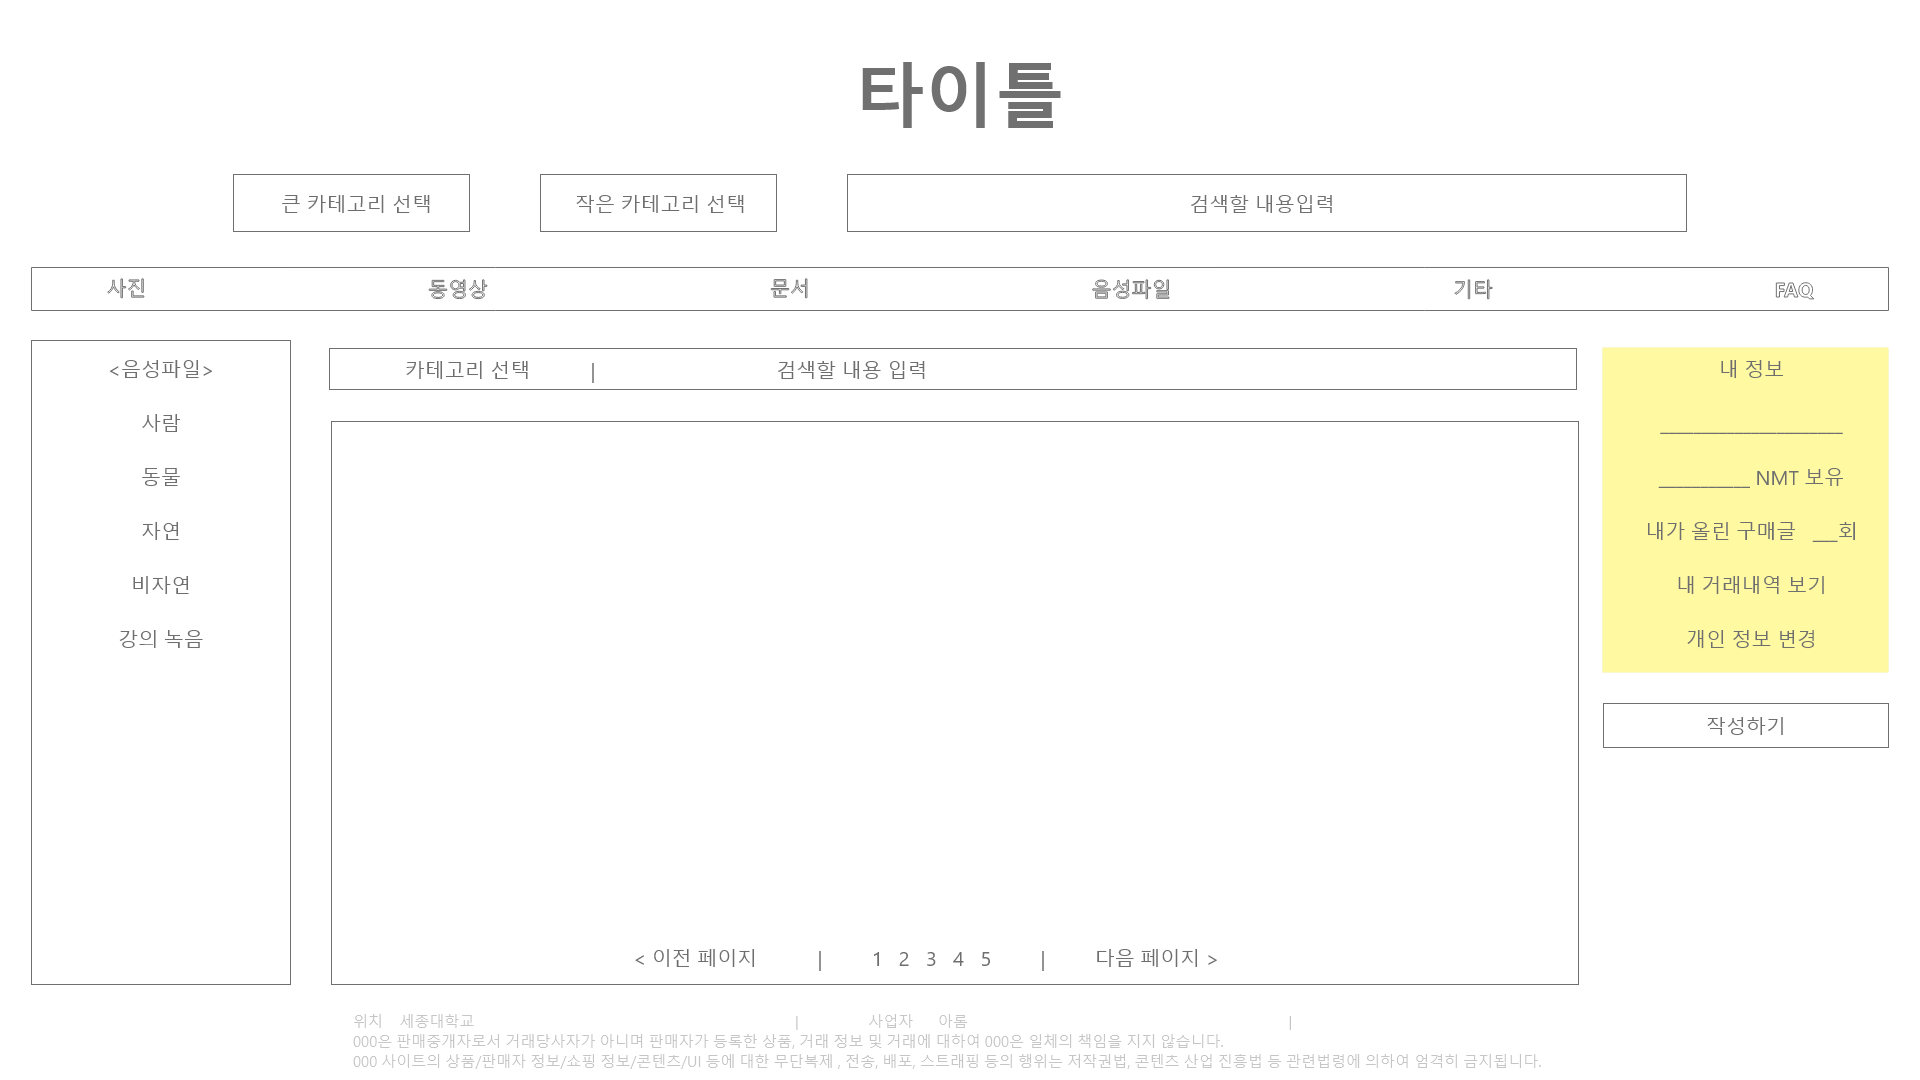 타이틀
큰 카테고리 선택
작은 카테고리 선택
검색할 내용입력
사진 동영상 문서 음성파일 기타 FAQ
<음성파일>
사람
동물
자연
비자연
강의 녹음
카테고리 선택 | 검색할 내용 입력
< 이전 페이지 | 1 2 3 4 5 | 다음 페이지 >
내 정보
____________________
__________ NMT 보유
내가 올린 구매글 ___회
내 거래내역 보기
개인 정보 변경
작성하기
위치 세종대학교 | 사업자 아롬 |
000은 판매중개자로서 거래당사자가 아니며 판매자가 등록한 상품, 거래 정보 및 거래에 대하여 000은 일체의 책임을 지지 않습니다.
000 사이트의 상품/판매자 정보/쇼핑 정보/콘텐츠/UI 등에 대한 무단복제 , 전송, 배포, 스트래핑 등의 행위는 저작권법, 콘텐츠 산업 진흥법 등 관련법령에 의하여 엄격히 금지됩니다.